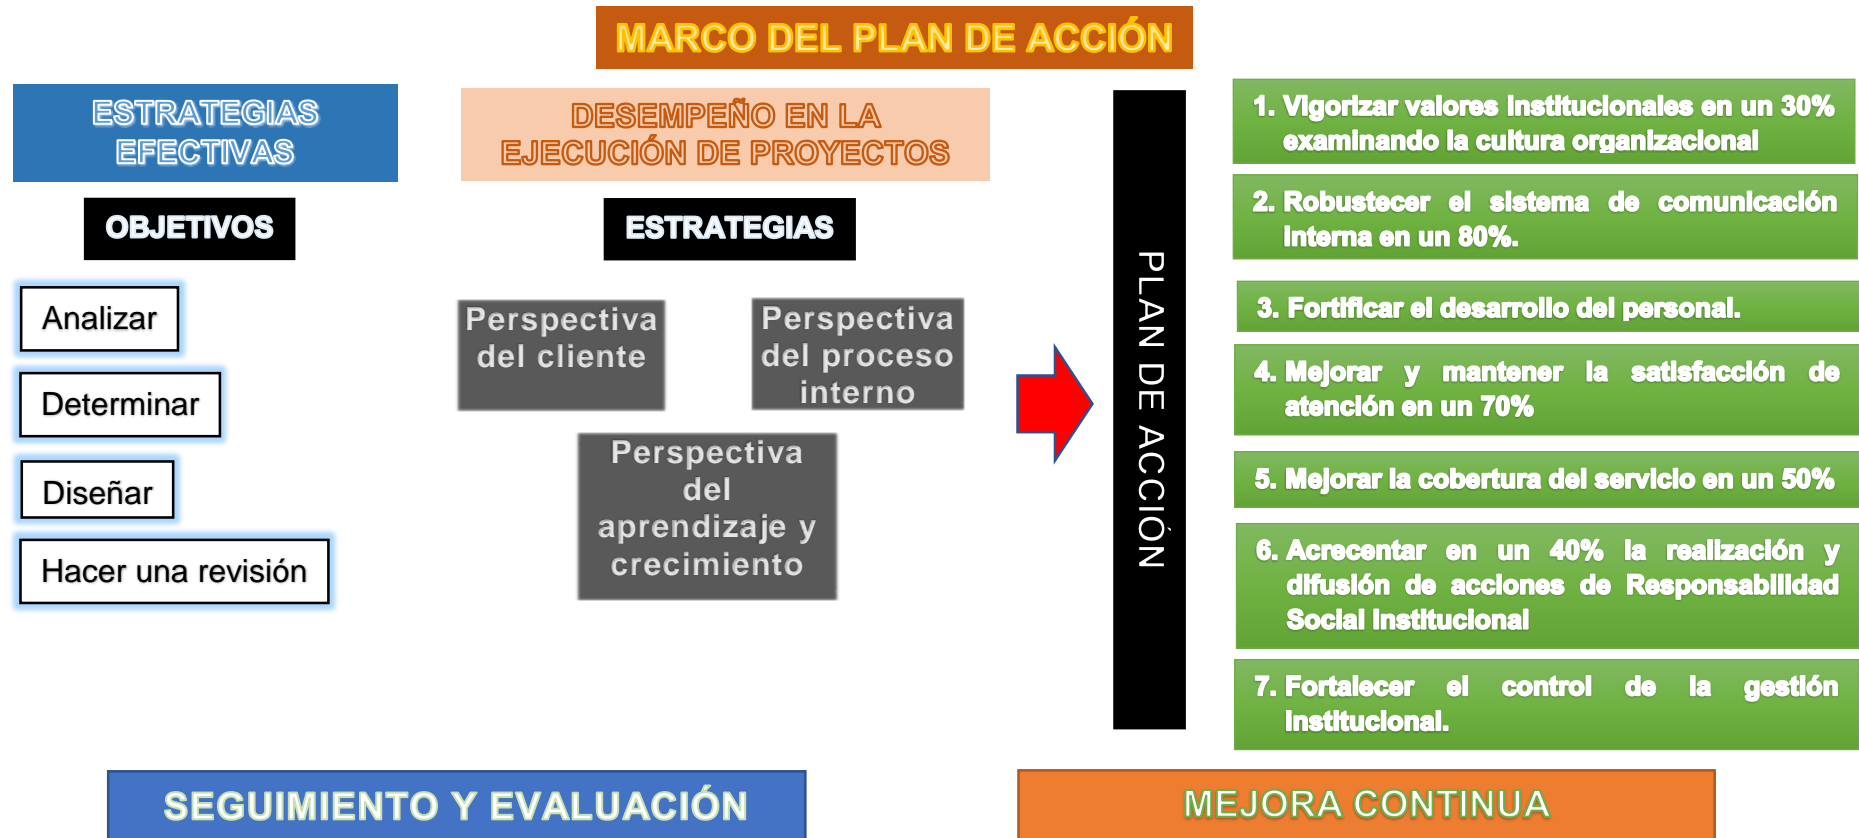 MARCO DEL PLAN DE ACCIÓN
ESTRATEGIAS
EFECTIVAS
OBJETIVOS
Analizar
Determinar
Diseñar
Hacer una revisión
DESEMPEÑO EN LA
EJECUCIÓN DE PROYECTOS
ESTRATEGIAS
Perspectiva
del cliente
Perspectiva
del proceso
interno
Perspectiva
del
aprendizaje y
crecimiento
PLAN DE ACCIÓN
1. Vigorizar valores institucionales en un 30%
examinando la cultura organizacional
2. Robustecer el sistema de comunicación
interna en un 80%.
3. Fortificar el desarrollo del personal.
4. Mejorar y mantener la satisfacción de
atención en un 70%
5. Mejorar la cobertura del servicio en un 50%
6. Acrecentar en un 40% la realización y
difusión de acciones de Responsabilidad
Social Institucional
7. Fortalecer el control de la gestión
institucional.
SEGUIMIENTO Y EVALUACIÓN
MEJORA CONTINUA